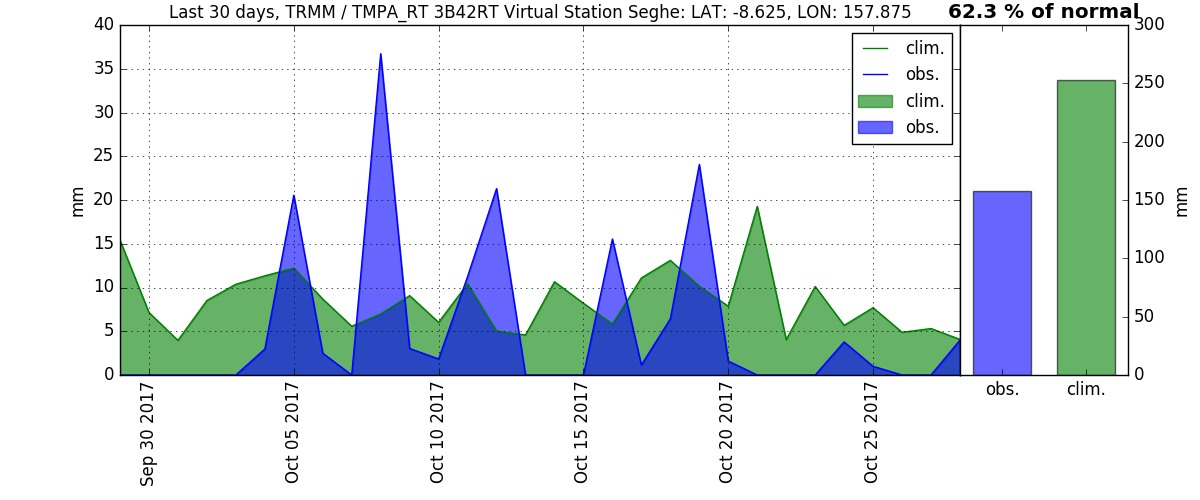 Last 30 days, TRMM / TMPA_RT 3B42RT Virtual Station Seghe: LAT: -8.625, LON: 157.875
62.3 % of normal
40
35
30
25
20
15
10
5
0
mm
clim.
obs.
clim.
obs.
Sep 30 2017
Oct 05 2017
Oct 10 2017
Oct 15 2017
Oct 20 2017
Oct 25 2017
300
250
200
150
100
50
0
mm
obs.
clim.